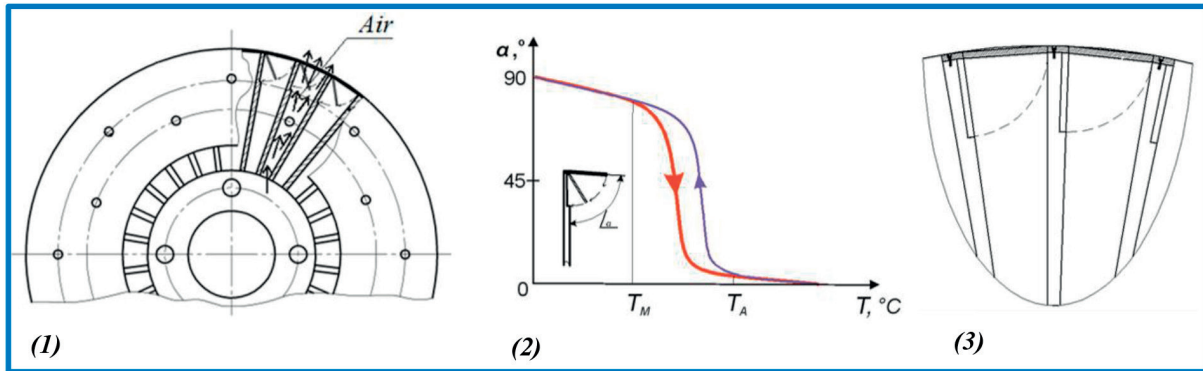 Air
α,°
90
45
α
0
T_M
T_A
T, °C
(1)
(2)
(3)